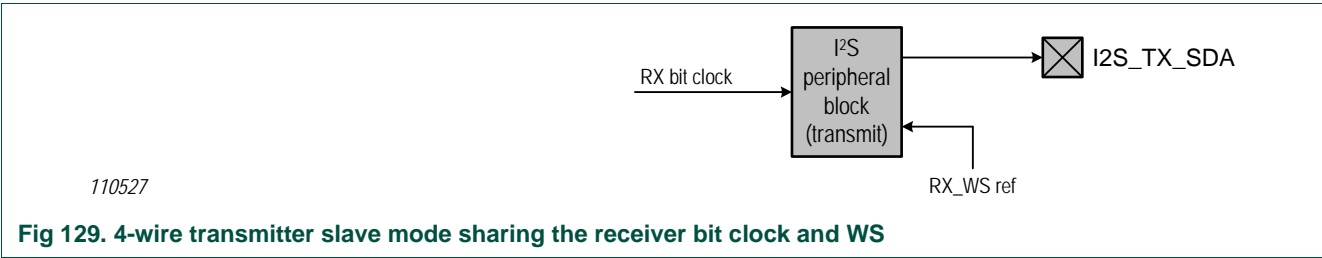 I²S
peripheral
block
(transmit)
I2S_TX_SDA
RX bit clock
RX_WS ref
110527
Fig 129. 4-wire transmitter slave mode sharing the receiver bit clock and WS